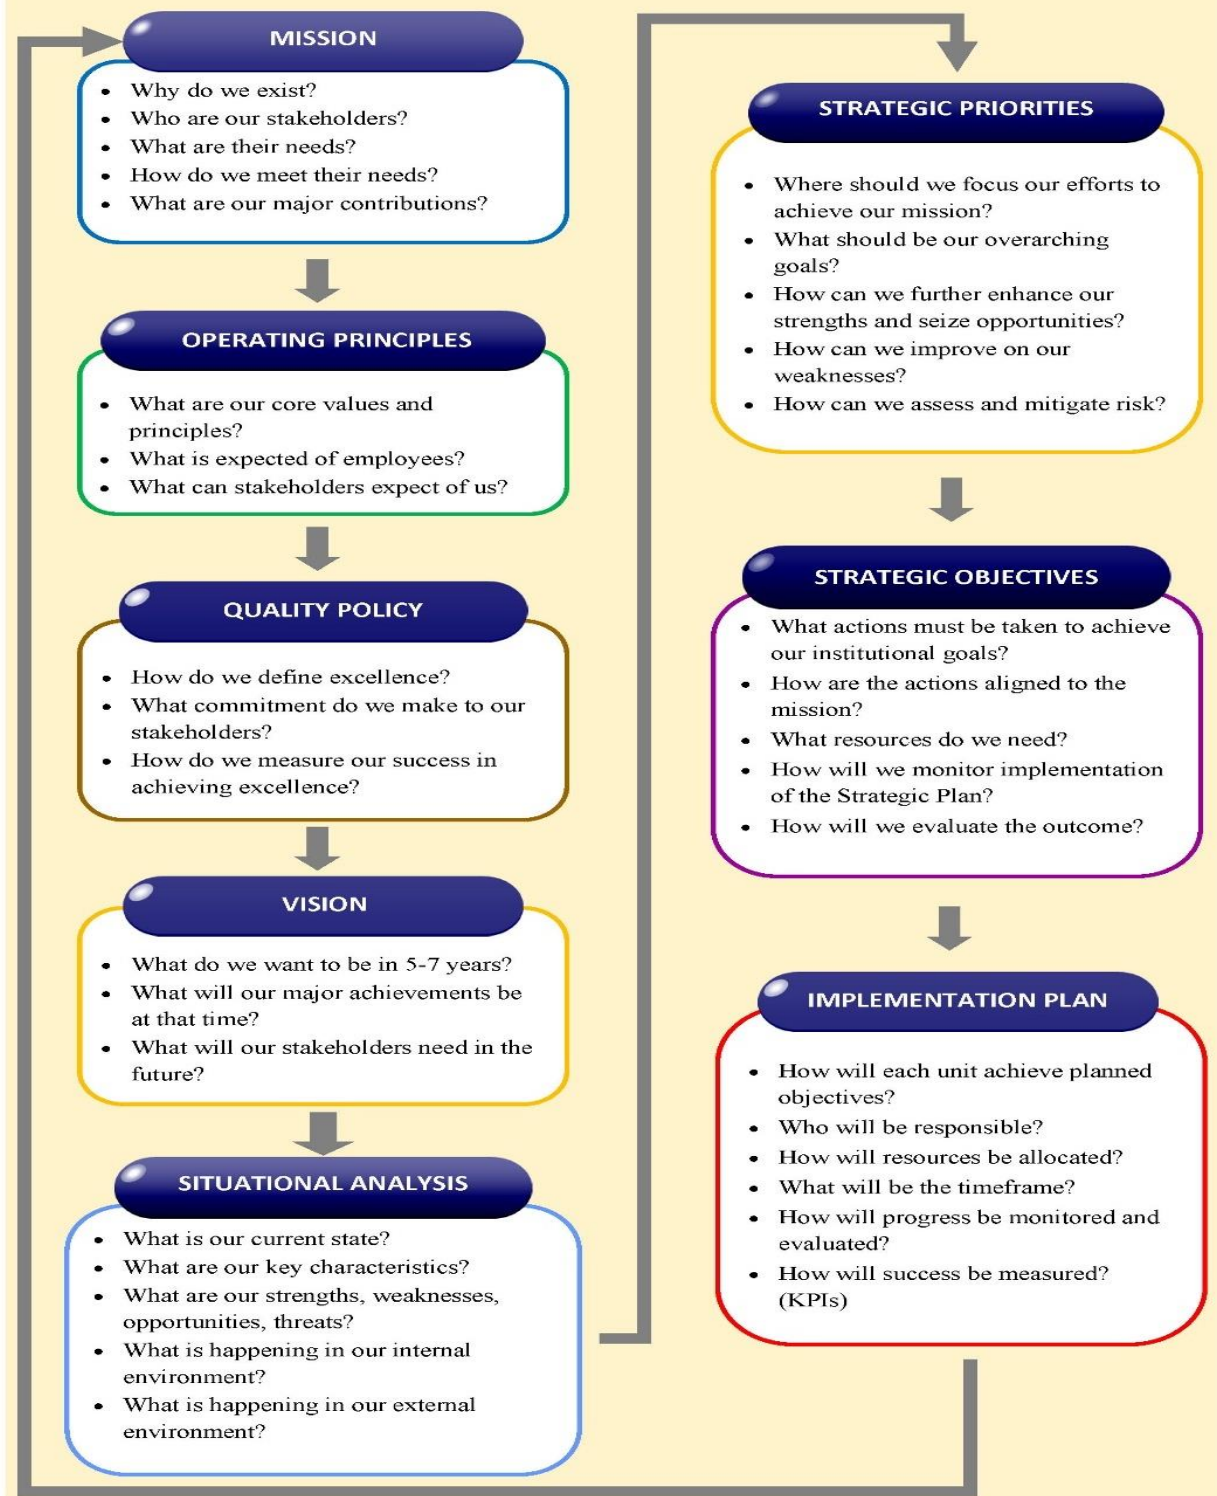 MISSION
• Why do we exist?
• Who are our stakeholders?
• What are their needs?
• How do we meet their needs?
• What are our major contributions?
OPERATING PRINCIPLES
• What are our core values and
principles?
• What is expected of employees?
• What can stakeholders expect of us?
QUALITY POLICY
• How do we define excellence?
• What commitment do we make to our
stakeholders?
• How do we measure our success in
achieving excellence?
VISION
• What do we want to be in 5-7 years?
• What will our major achievements be
at that time?
• What will our stakeholders need in the
future?
SITUATIONAL ANALYSIS
• What is our current state?
• What are our key characteristics?
• What are our strengths, weaknesses,
opportunities, threats?
• What is happening in our internal
environment?
• What is happening in our external
environment?
STRATEGIC PRIORITIES
• Where should we focus our efforts to
achieve our mission?
• What should be our overarching
goals?
• How can we further enhance our
strengths and seize opportunities?
• How can we improve on our
weaknesses?
• How can we assess and mitigate risk?
STRATEGIC OBJECTIVES
• What actions must be taken to achieve
our institutional goals?
• How are the actions aligned to the
mission?
• What resources do we need?
• How will we monitor implementation
of the Strategic Plan?
• How will we evaluate the outcome?
IMPLEMENTATION PLAN
• How will each unit achieve planned
objectives?
• Who will be responsible?
• How will resources be allocated?
• What will be the timeframe?
• How will progress be monitored and
evaluated?
• How will success be measured?
(KPIs)